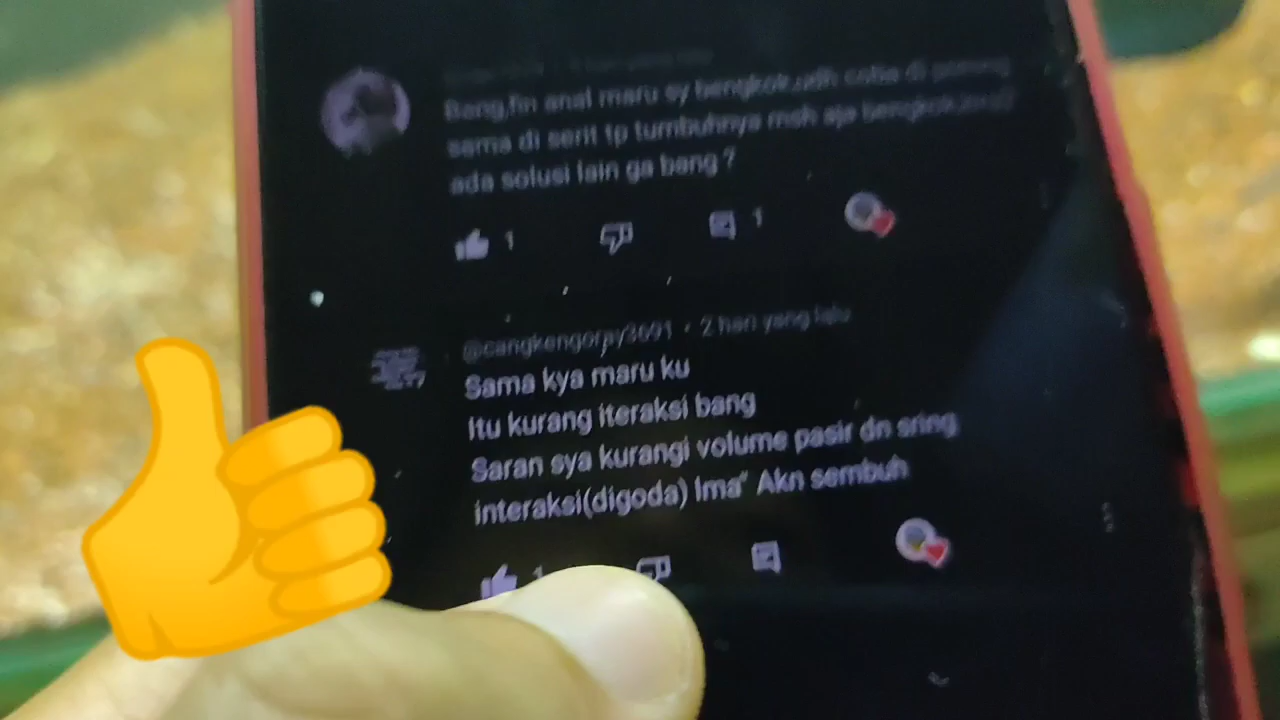 Bang,fin anal maru sy bengkok,udh coba di potong
sama di serit tp tumbuhnya msh aja bengkok
ada solusi lain ga bang ?
1
1
@cangkengoray3691 • 2 hari yang lalu
Sama kya maru ku
Itu kurang iteraksi bang
Saran sya kurangi volume pasir dn sring
interaksi(digoda) lma" Akn sembuh
1